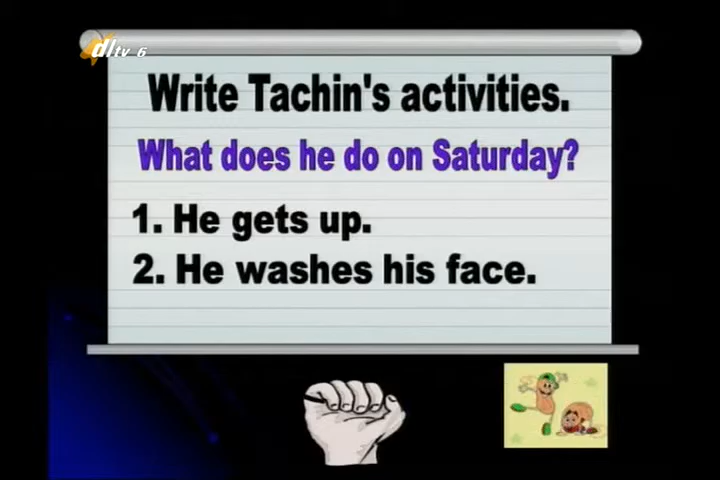 dltv 6
Write Tachin's activities.
What does he do on Saturday?
1. He gets up.
2. He washes his face.